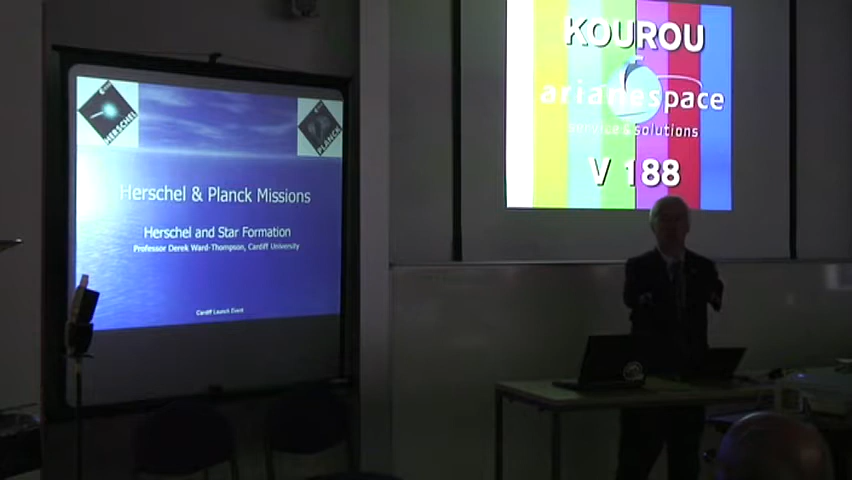 HERSCHEL
PLANCK
Herschel & Planck Missions
Herschel and Star Formation
Professor Derek Ward-Thompson, Cardiff University
Cardiff Launch Event
KOUROU
arianespace
service & solutions
V 188